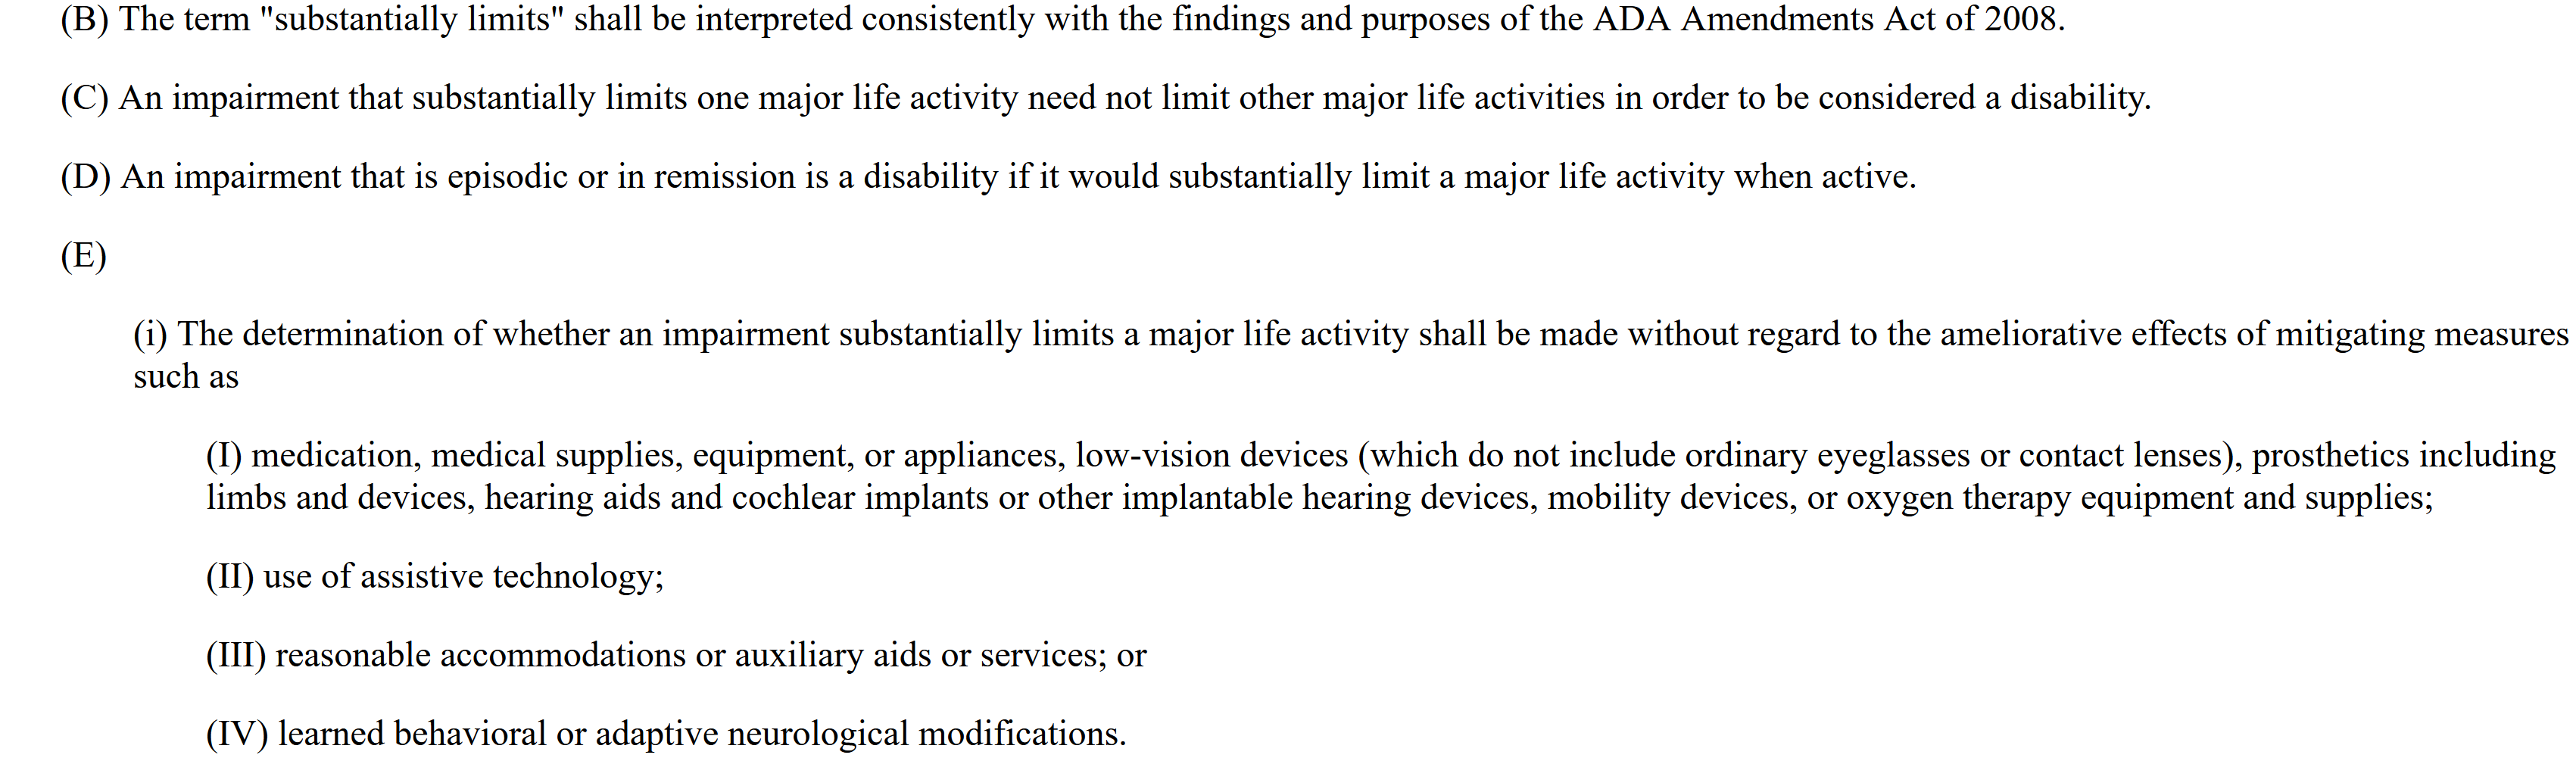 (B) The term "substantially limits" shall be interpreted consistently with the findings and purposes of the ADA Amendments Act of 2008.
(C) An impairment that substantially limits one major life activity need not limit other major life activities in order to be considered a disability.
(D) An impairment that is episodic or in remission is a disability if it would substantially limit a major life activity when active.
(E)
(i) The determination of whether an impairment substantially limits a major life activity shall be made without regard to the ameliorative effects of mitigating measures
such as
(I) medication, medical supplies, equipment, or appliances, low-vision devices (which do not include ordinary eyeglasses or contact lenses), prosthetics including
limbs and devices, hearing aids and cochlear implants or other implantable hearing devices, mobility devices, or oxygen therapy equipment and supplies;
(II) use of assistive technology;
(III) reasonable accommodations or auxiliary aids or services; or
(IV) learned behavioral or adaptive neurological modifications.